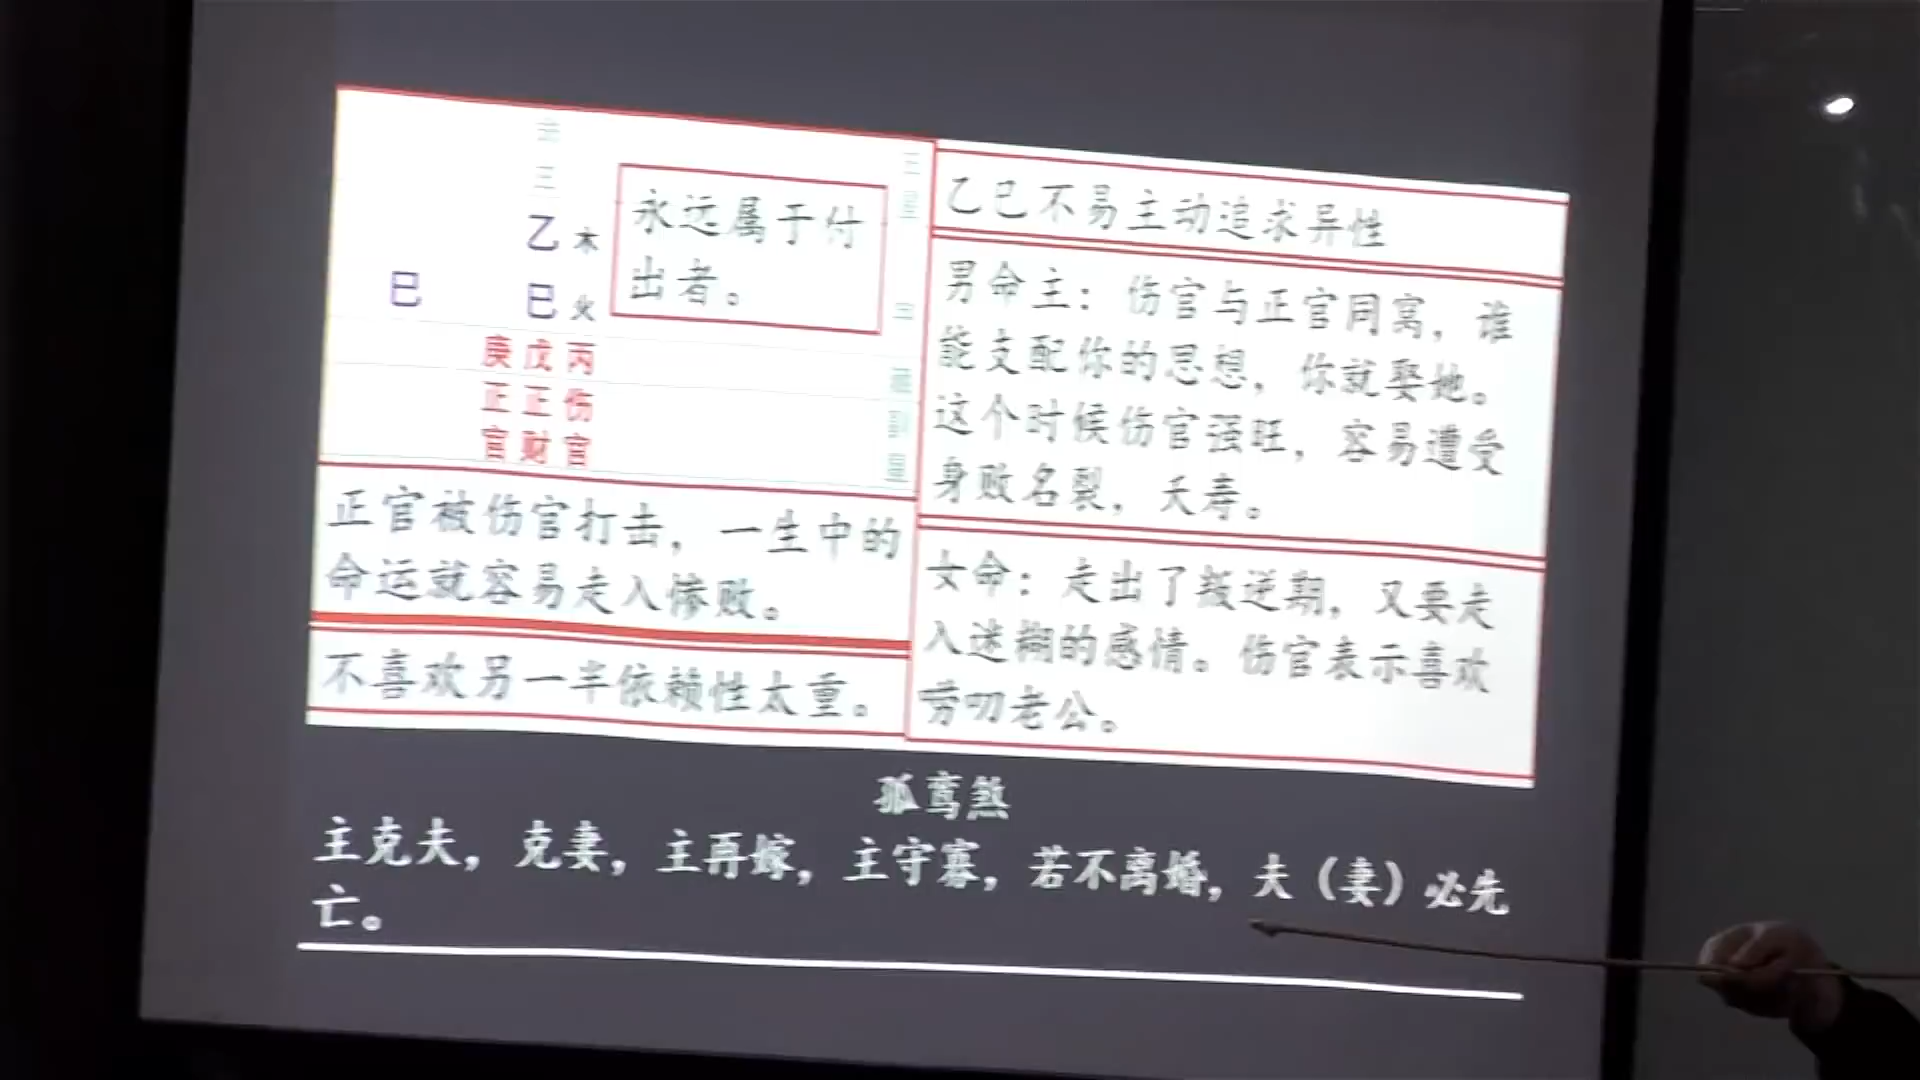 乙木
永远属于付
出者。
巳 巳火
庚戊丙
正正伤
官财官
正官被伤官打击，一生中的
命运就容易走入惨败。
不喜欢另一半依赖性太重。
乙巳不易主动追求异性
男命主：伤官与正官同窝，谁
能支配你的思想，你就娶她。
这个时候伤官强旺，容易遭受
身败名裂，夭寿。
女命：走出了叛逆期，又要走
入迷糊的感情。伤官表示喜欢
劳叨老公。
孤鸾煞
主克夫，克妻，主再嫁，主守寡，若不离婚，夫（妻）必先
亡。